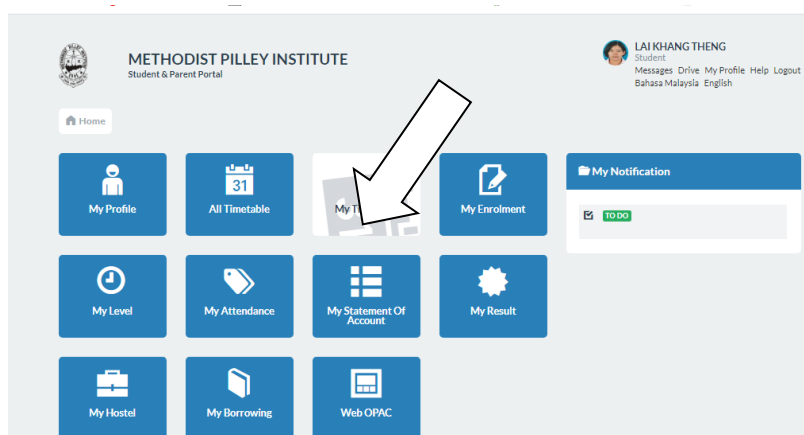 METHODIST PILLEY INSTITUTE
Student & Parent Portal
LAI KHANG THENG
Student
Messages Drive My Profile Help Logout
Bahasa Malaysia English
Home
My Profile
31
All Timetable
My
My Enrolment
My Notification
TO DO
My Level
My Attendance
My Statement Of
Account
My Result
My Hostel
My Borrowing
Web OPAC